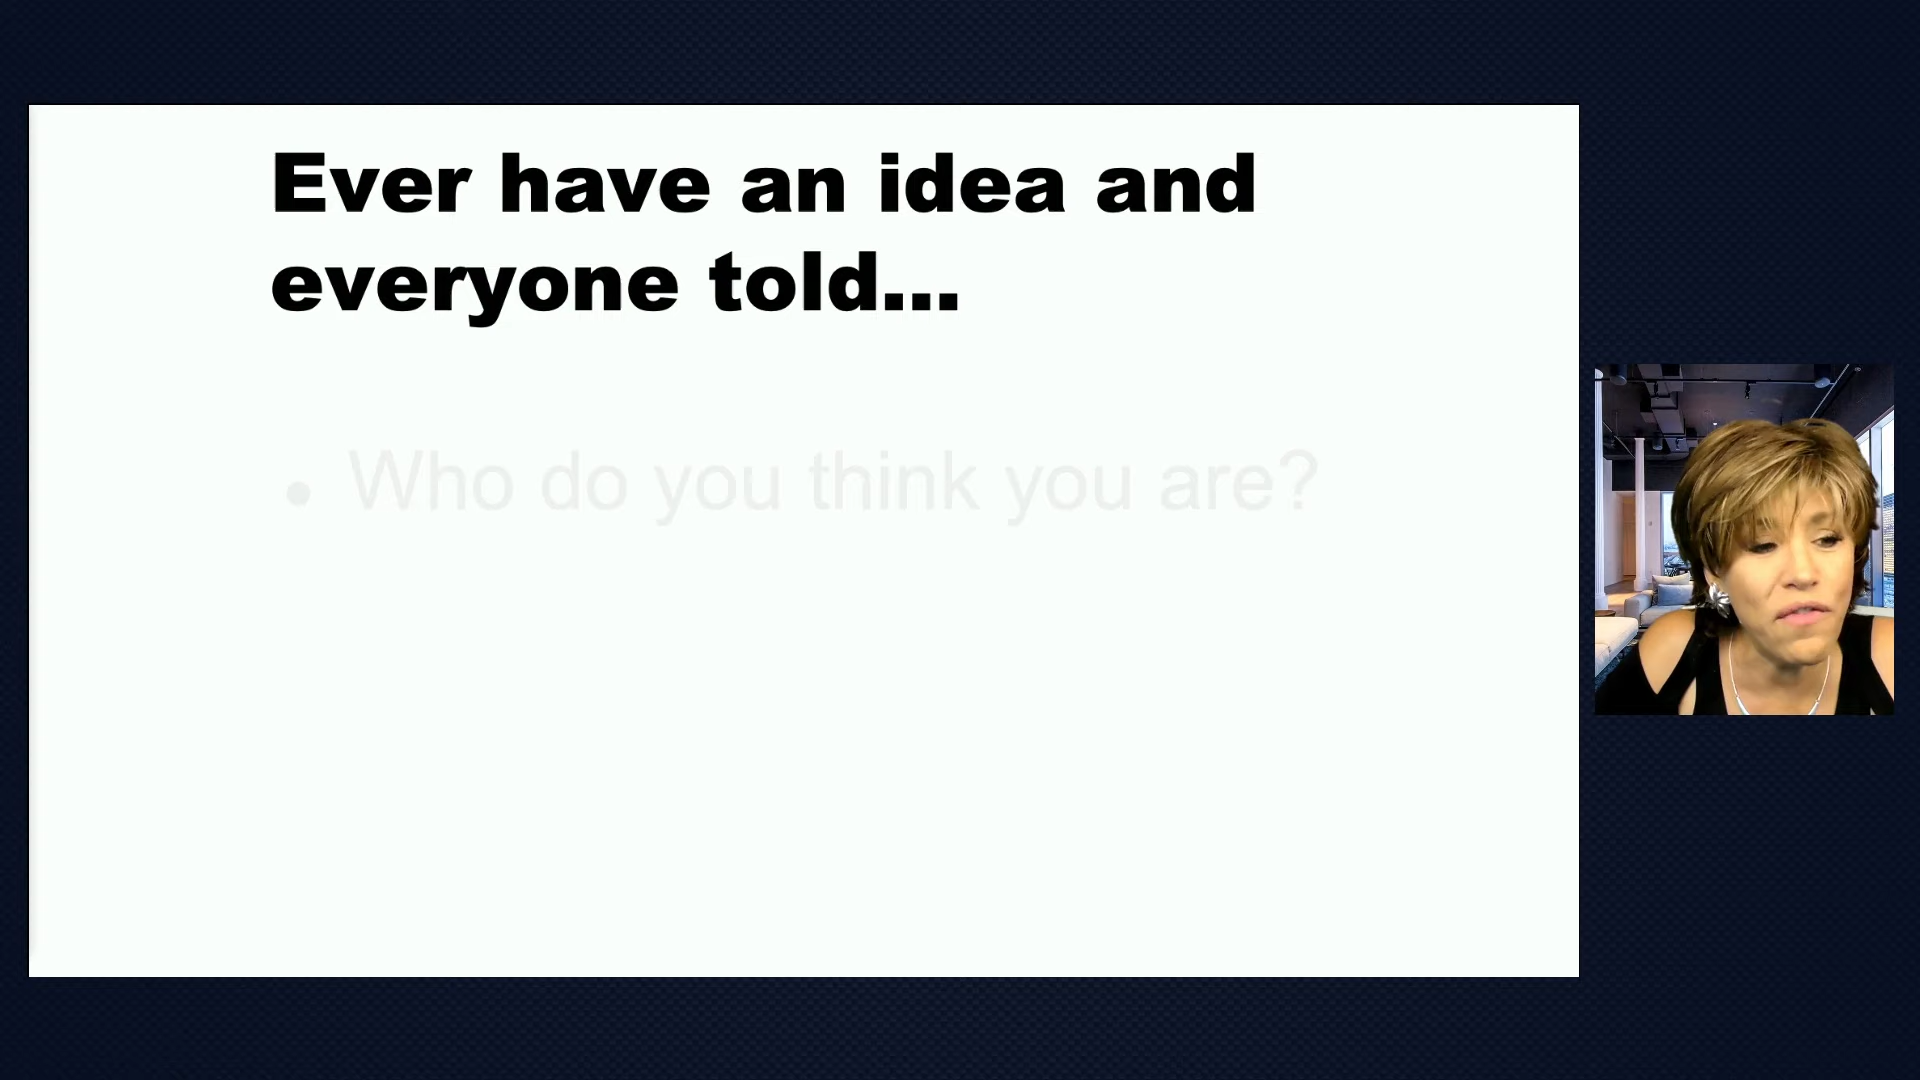 Ever have an idea and
everyone told...
• Who do you think you are?